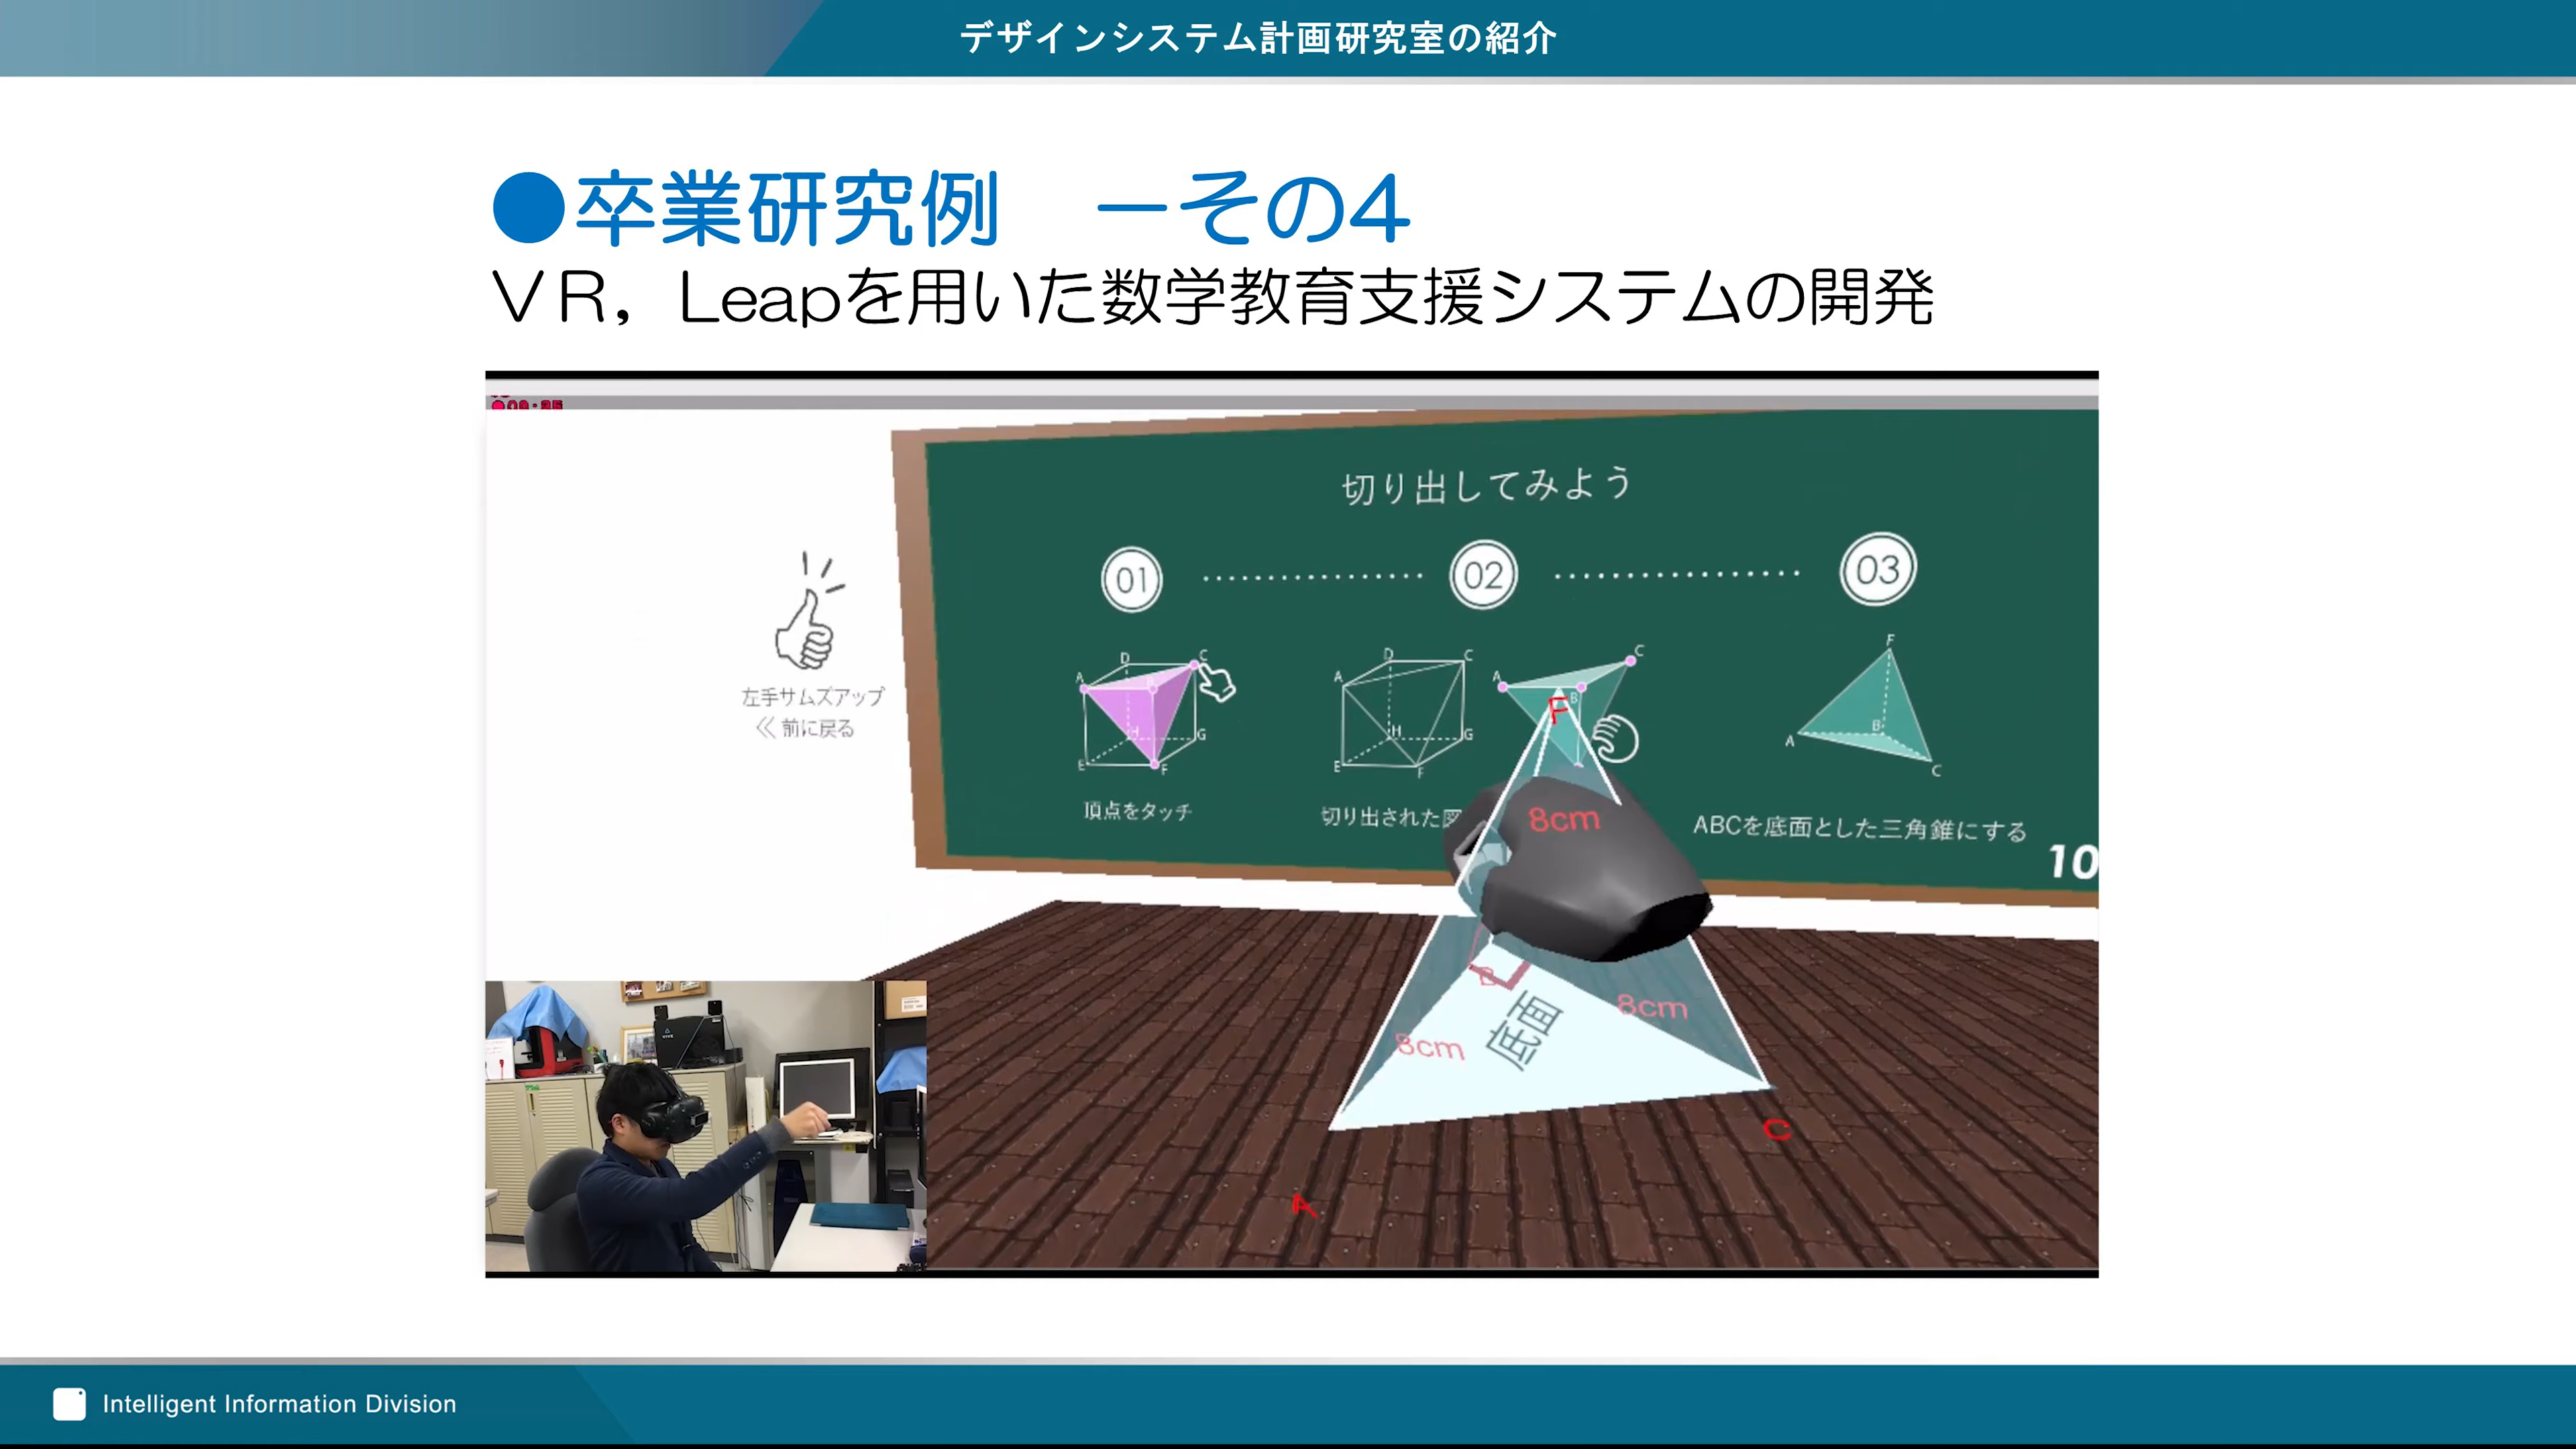 デザインシステム計画研究室の紹介
●卒業研究例 －その4
ＶＲ，Leapを用いた数学教育支援システムの開発
切り出してみよう
01
02
03
左手サムズアップ
≪ 前に戻る
A
D
C
H
G
E
F
A
D
C
H
G
E
F
A
B
C
F
A
B
C
頂点をタッチ
切り出された図
ABCを底面とした三角錐にする
10
F
8cm
B
8cm
8cm
底面
A
C
Intelligent Information Division